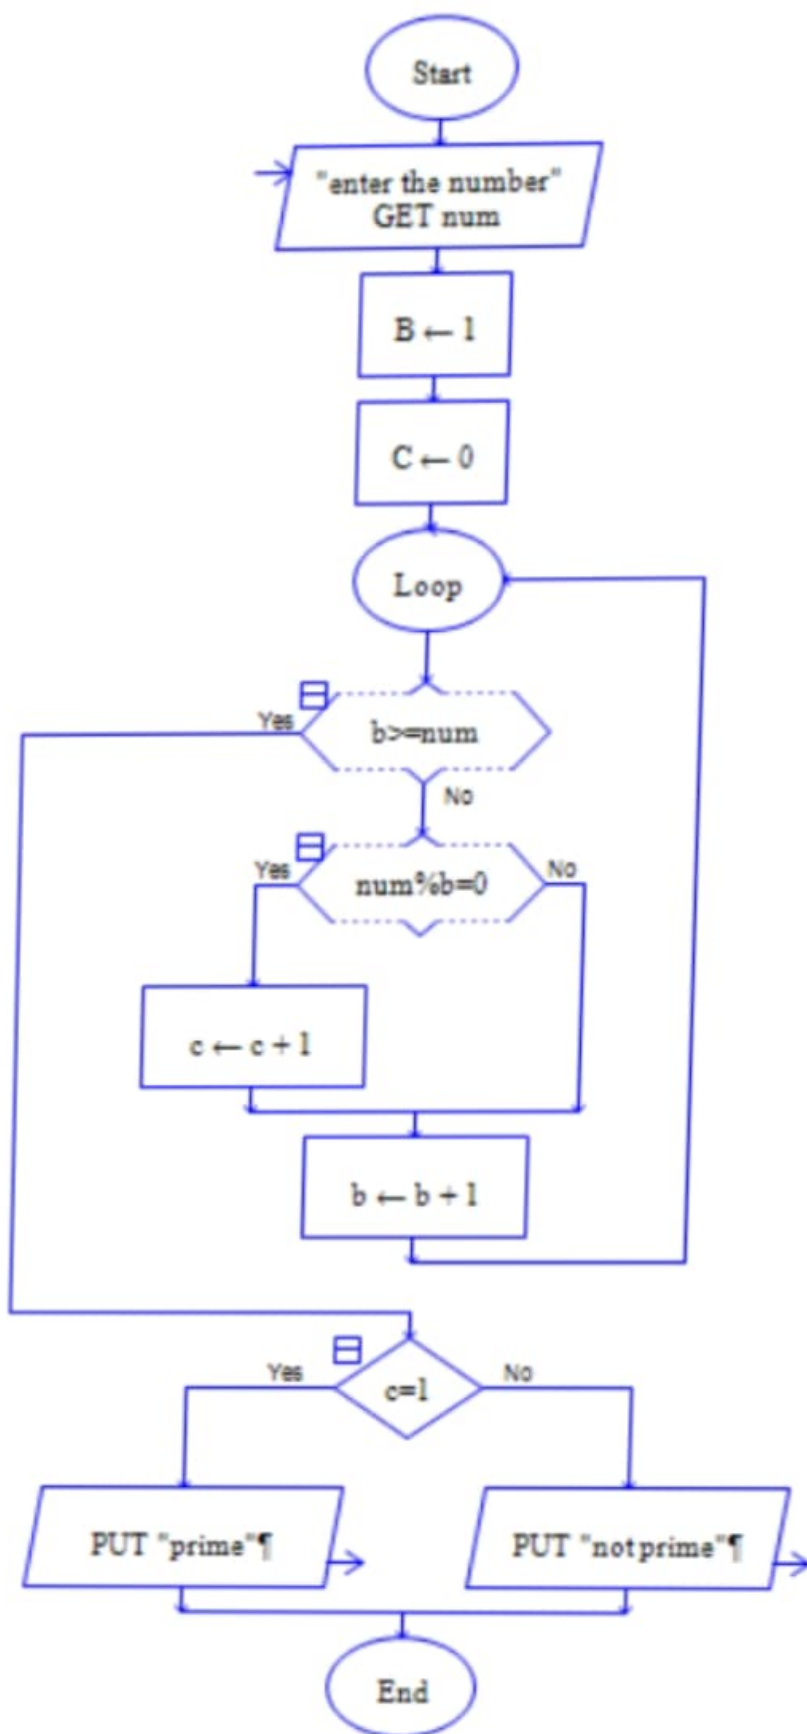 Start
"enter the number"
GET num
B ← 1
C ← 0
Loop
Yes
b>=num
No
Yes
num%b=0
No
c ← c + 1
b ← b + 1
Yes
c=1
No
PUT "prime"¶
PUT "not prime"¶
End